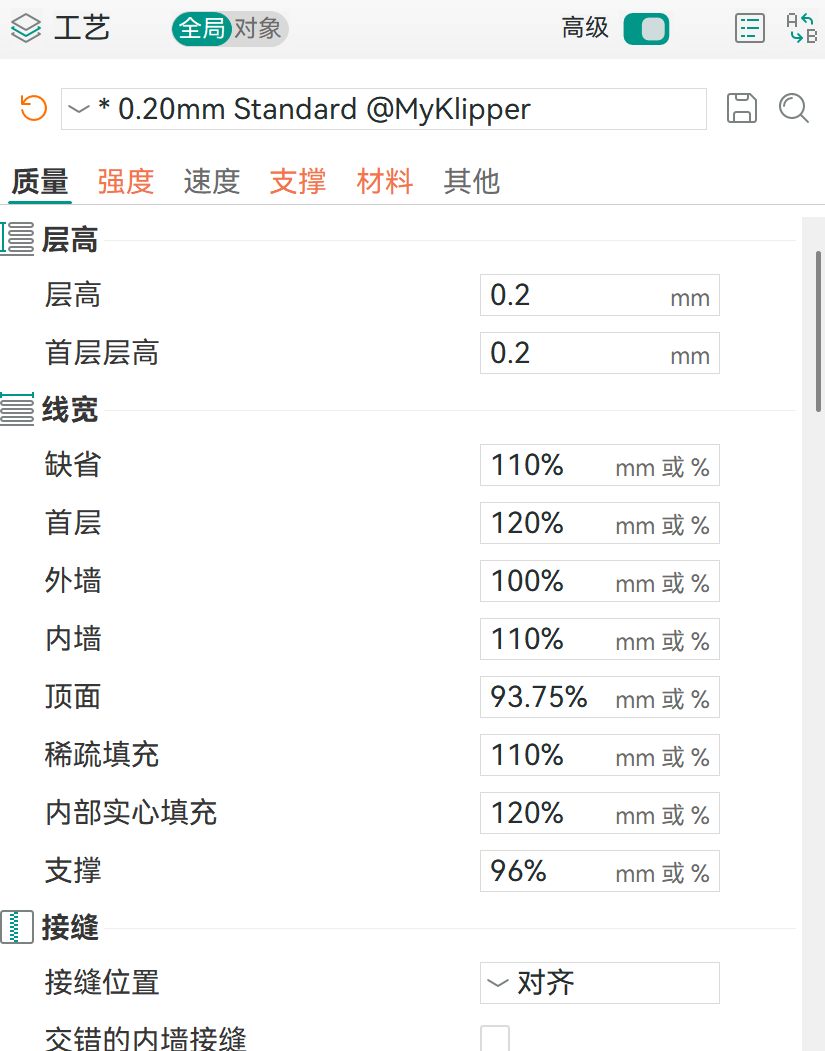 工艺 全局 对象 高级 A B
* 0.20mm Standard @MyKlipper
质量 强度 速度 支撑 材料 其他
层高
层高 0.2 mm
首层层高 0.2 mm
线宽
缺省 110% mm 或 %
首层 120% mm 或 %
外墙 100% mm 或 %
内墙 110% mm 或 %
顶面 93.75% mm 或 %
稀疏填充 110% mm 或 %
内部实心填充 120% mm 或 %
支撑 96% mm 或 %
接缝
接缝位置 对齐
交错的内墙接缝